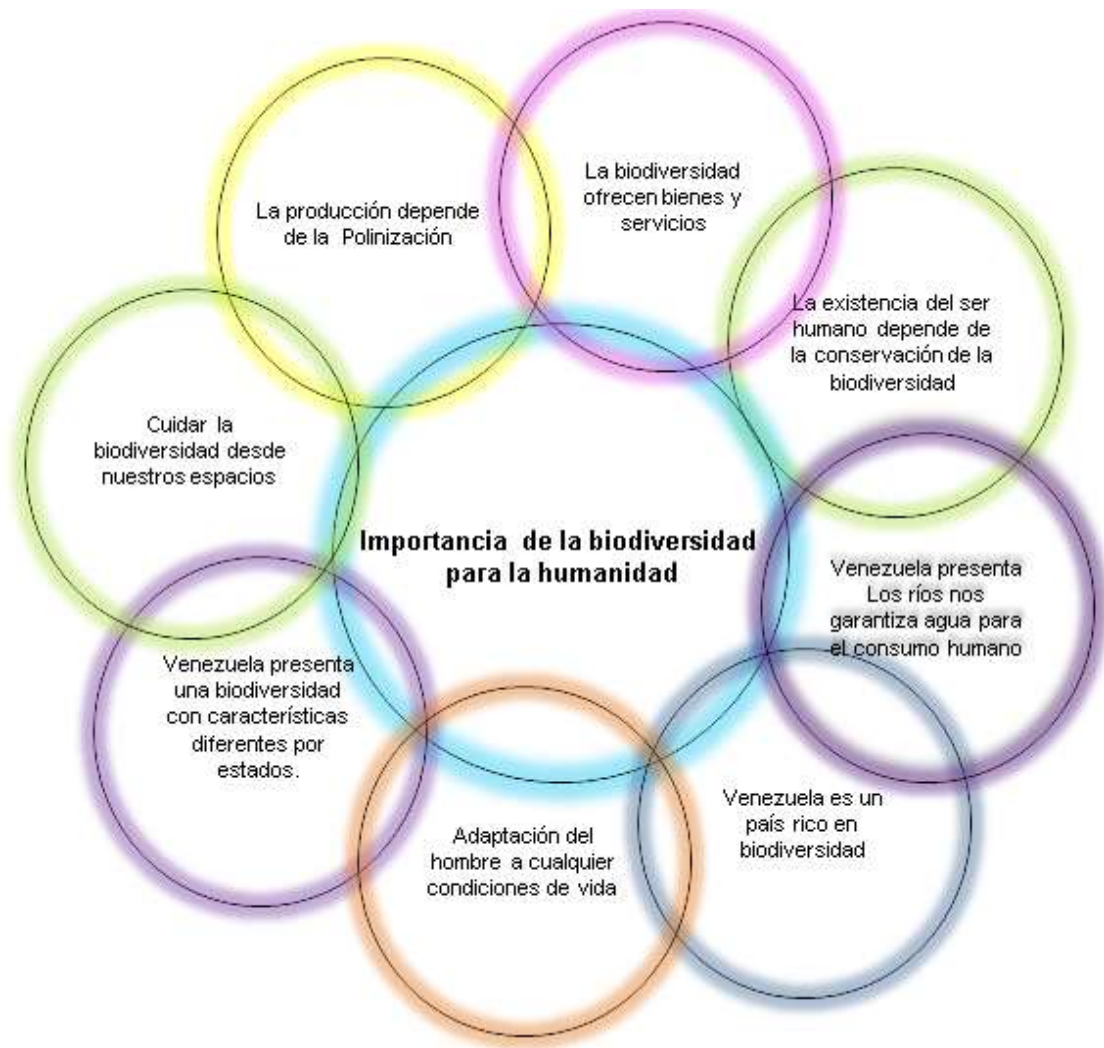 La biodiversidad
ofrecen bienes y
servicios
La producción depende
de la Polinización
La existencia del ser
humano depende de
la conservación de la
biodiversidad
Cuidar la
biodiversidad desde
nuestros espacios
Importancia de la biodiversidad
para la humanidad
Venezuela presenta
Los ríos nos
garantiza agua para
el consumo humano
Venezuela presenta
una biodiversidad
con características
diferentes por
estados.
Venezuela es un
país rico en
biodiversidad
Adaptación del
hombre a cualquier
condiciones de vida